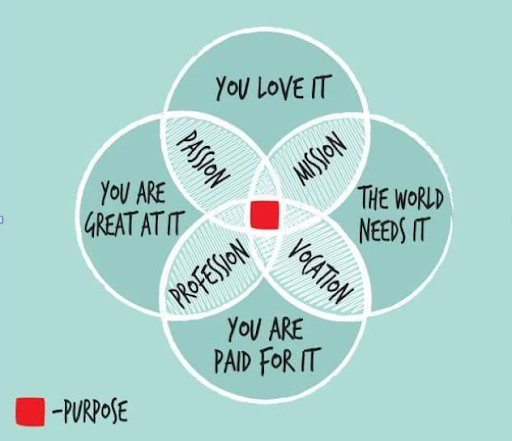 YOU LOVE IT
PASSION
MISSION
YOU ARE
GREAT AT IT
THE WORLD
NEEDS IT
PROFESSION
VOCATION
YOU ARE
PAID FOR IT
-PURPOSE